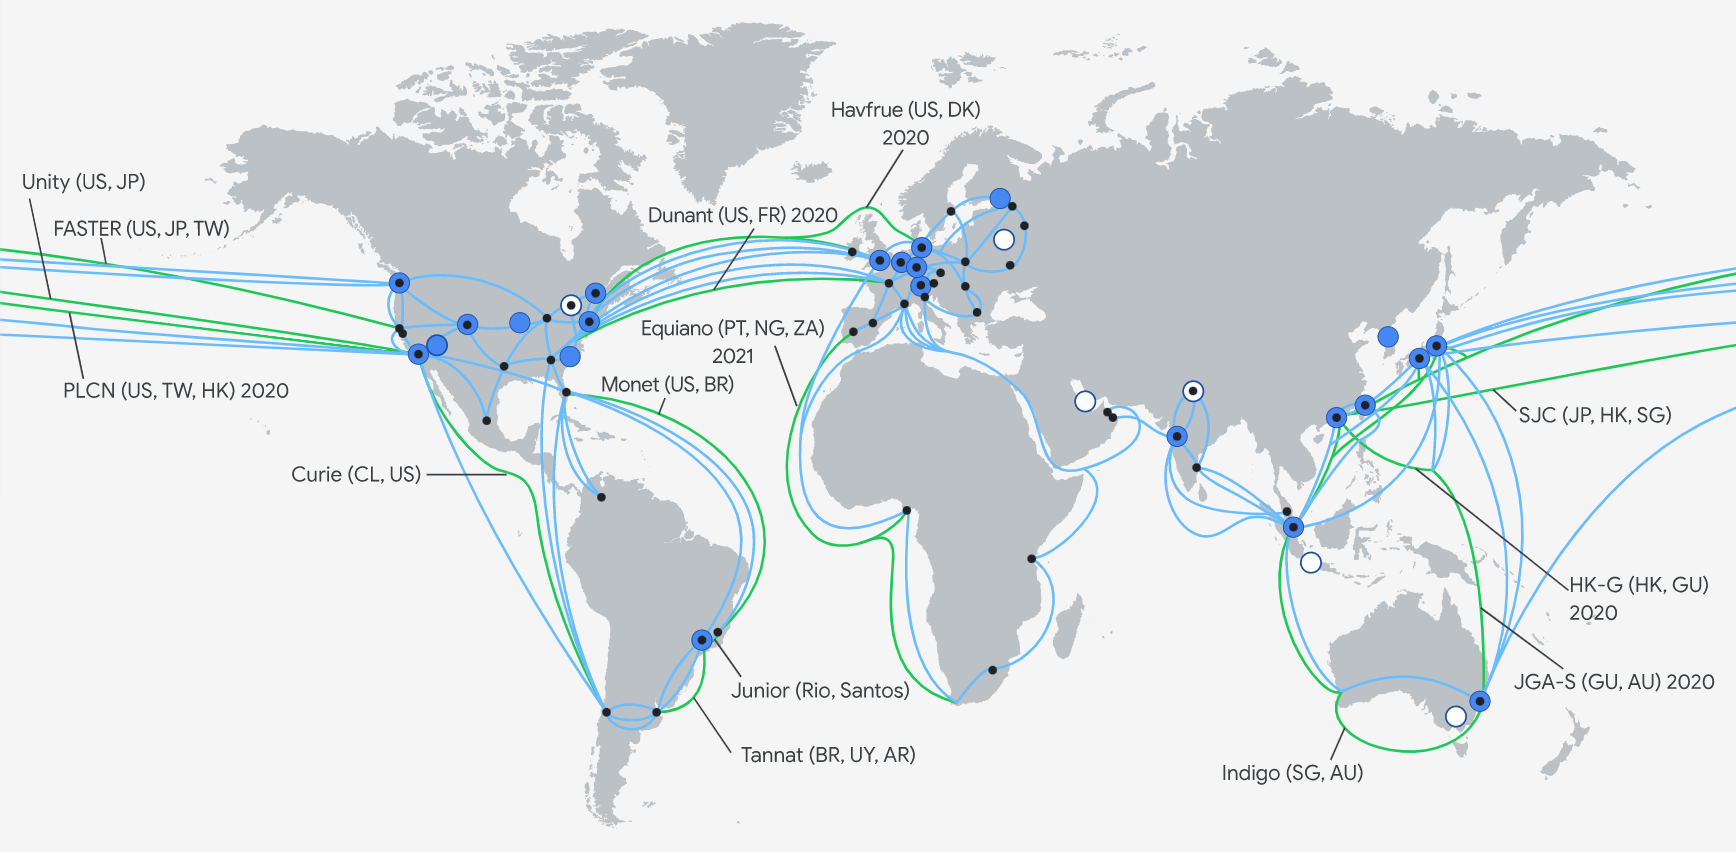 Havfrue (US, DK)
2020
Unity (US, JP)
FASTER (US, JP, TW)
Dunant (US, FR) 2020
Equiano (PT, NG, ZA)
2021
PLCN (US, TW, HK) 2020
Monet (US, BR)
SJC (JP, HK, SG)
Curie (CL, US)
HK-G (HK, GU)
2020
JGA-S (GU, AU) 2020
Junior (Rio, Santos)
Tannat (BR, UY, AR)
Indigo (SG, AU)